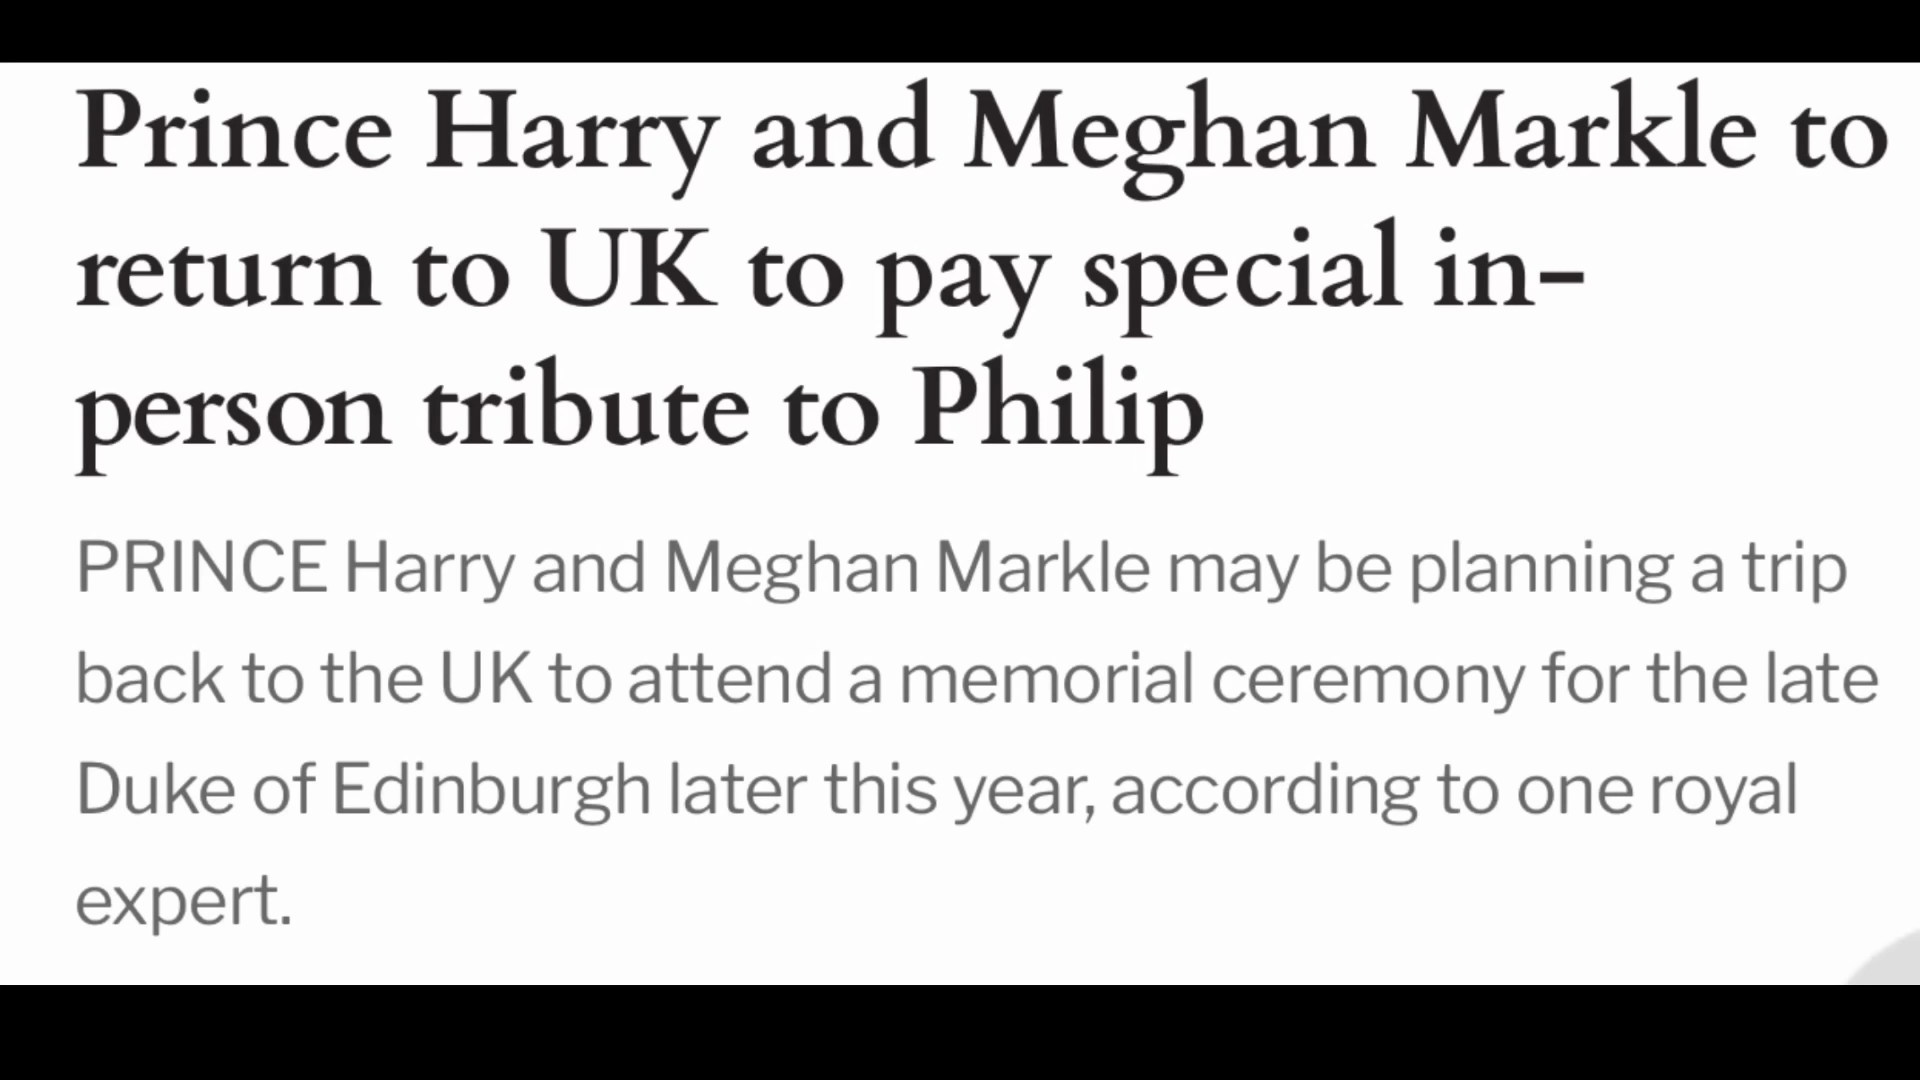 Prince Harry and Meghan Markle to
return to UK to pay special in-
person tribute to Philip
PRINCE Harry and Meghan Markle may be planning a trip
back to the UK to attend a memorial ceremony for the late
Duke of Edinburgh later this year, according to one royal
expert.